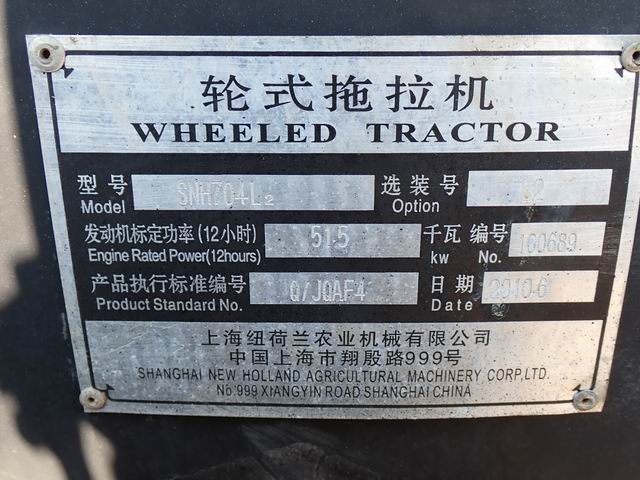 轮式拖拉机
WHEELED TRACTOR
型号 SNH704L2 选装号
Model Option
发动机标定功率(12小时) 51.5 千瓦 编号 160689
Engine Rated Power(12hours) kw No.
产品执行标准编号 Q/JQAF4 日期 2010.6
Product Standard No. Date
上海纽荷兰农业机械有限公司
中国上海市翔殷路999号
SHANGHAI NEW HOLLAND AGRICULTURAL MACHINERY CORP.LTD.
No.999 XIANGYIN ROAD SHANGHAI CHINA